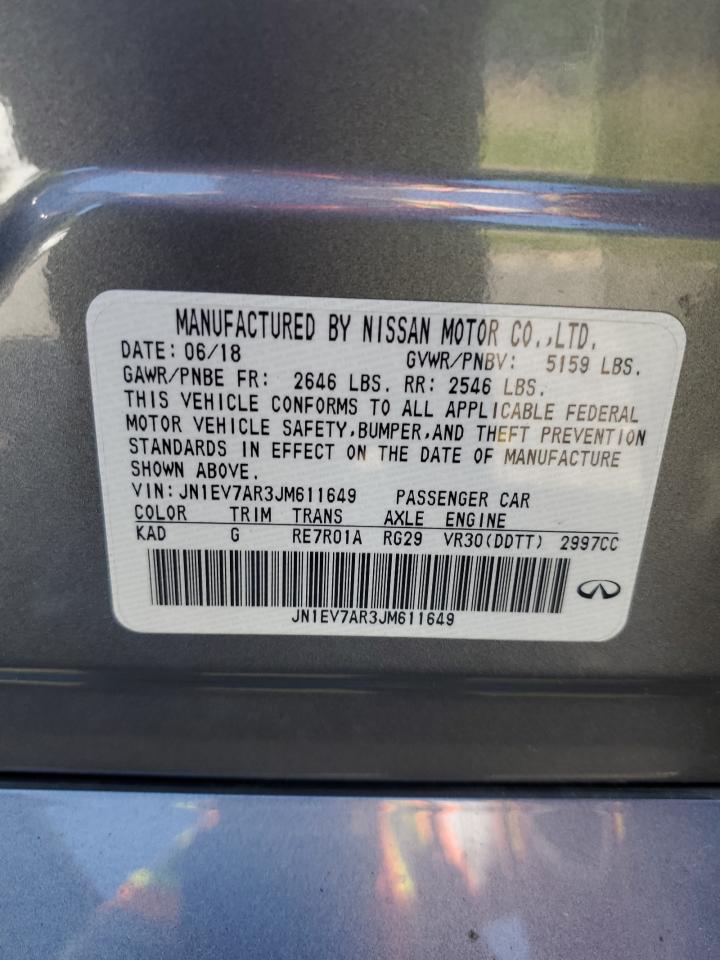 MANUFACTURED BY NISSAN MOTOR CO.,LTD.
DATE: 06/18 GVWR/PNBV: 5159 LBS.
GAWR/PNBE FR: 2646 LBS. RR: 2546 LBS.
THIS VEHICLE CONFORMS TO ALL APPLICABLE FEDERAL
MOTOR VEHICLE SAFETY,BUMPER,AND THEFT PREVENTION
STANDARDS IN EFFECT ON THE DATE OF MANUFACTURE
SHOWN ABOVE.
VIN: JN1EV7AR3JM611649 PASSENGER CAR
COLOR TRIM TRANS AXLE ENGINE
KAD G RE7R01A RG29 VR30(DDTT) 2997CC
JN1EV7AR3JM611649